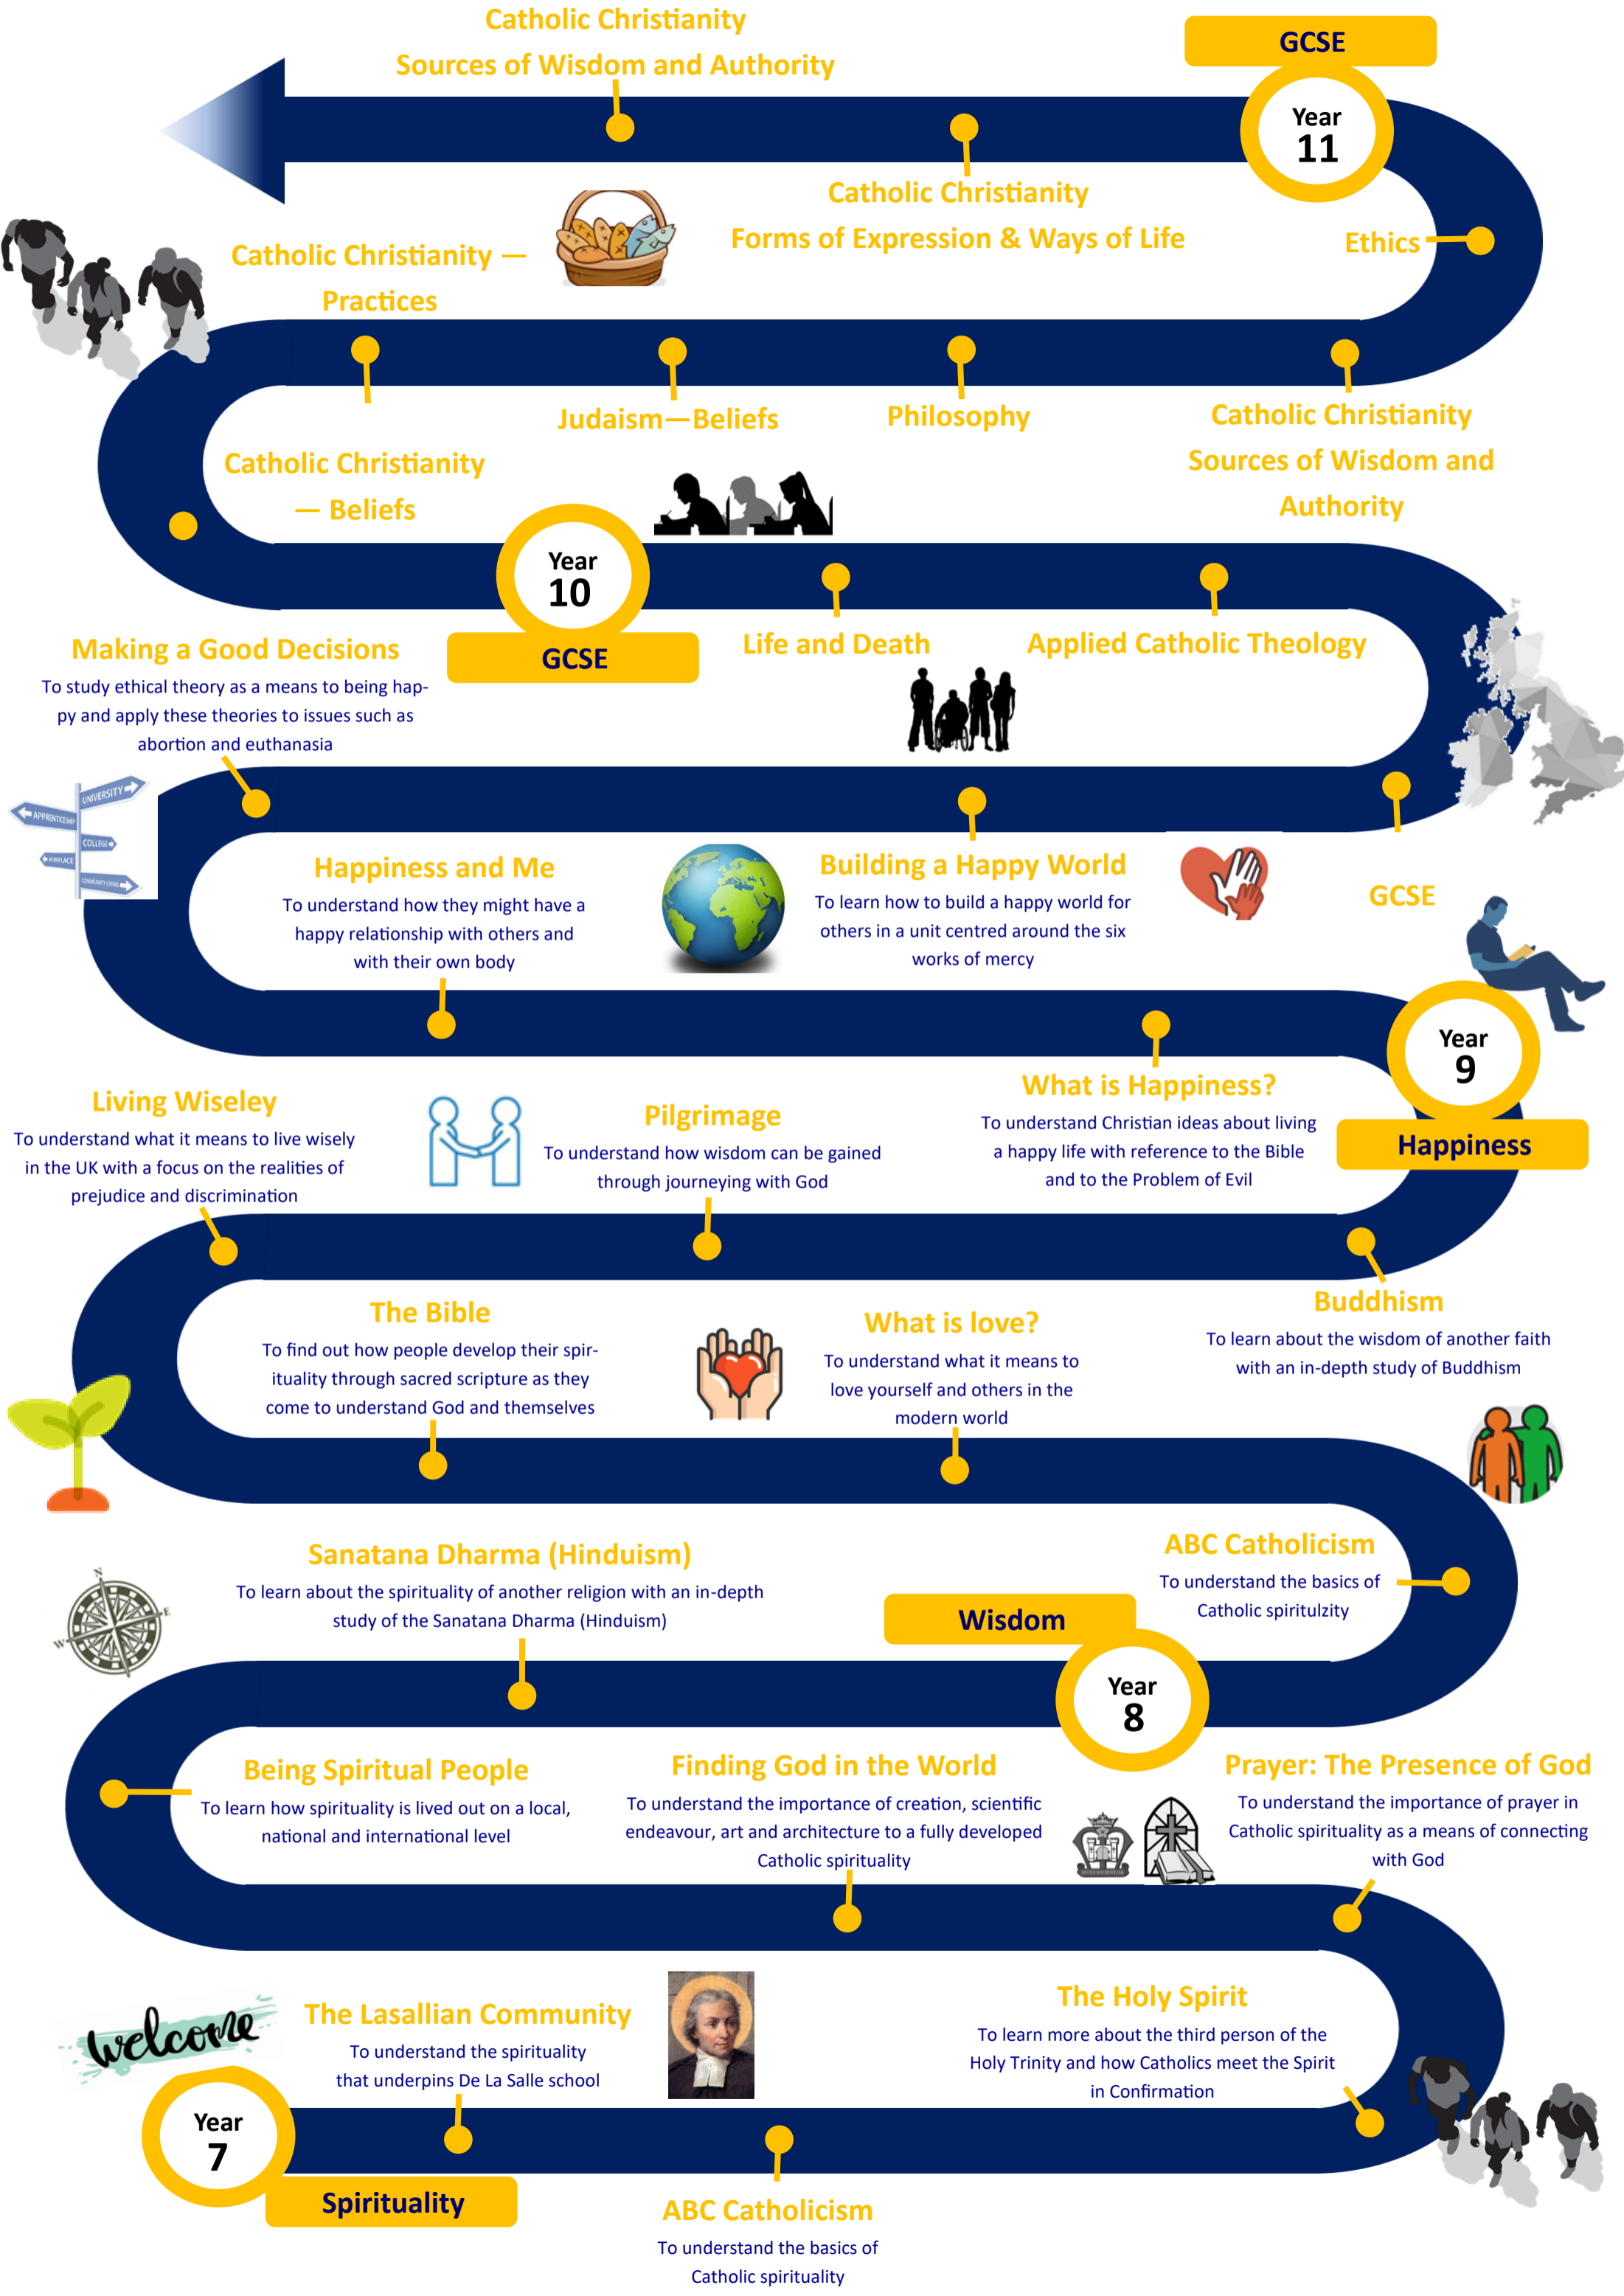 Catholic Christianity
Sources of Wisdom and Authority
GCSE
Year
11
Catholic Christianity
Forms of Expression & Ways of Life
Ethics
Catholic Christianity —
Practices
Judaism—Beliefs
Philosophy
Catholic Christianity
Sources of Wisdom and
Authority
Catholic Christianity
— Beliefs
Year
10
GCSE
Life and Death
Applied Catholic Theology
Making a Good Decisions
To study ethical theory as a means to being hap-
py and apply these theories to issues such as
abortion and euthanasia
UNIVERSITY
APPRENTICESHIP
COLLEGE
WORKPLACE
COMMUNITY LIVING
Happiness and Me
To understand how they might have a
happy relationship with others and
with their own body
Building a Happy World
To learn how to build a happy world for
others in a unit centred around the six
works of mercy
GCSE
Year
9
Happiness
What is Happiness?
To understand Christian ideas about living
a happy life with reference to the Bible
and to the Problem of Evil
Living Wiseley
To understand what it means to live wisely
in the UK with a focus on the realities of
prejudice and discrimination
Pilgrimage
To understand how wisdom can be gained
through journeying with God
Buddhism
To learn about the wisdom of another faith
with an in-depth study of Buddhism
The Bible
To find out how people develop their spir-
ituality through sacred scripture as they
come to understand God and themselves
What is love?
To understand what it means to
love yourself and others in the
modern world
ABC Catholicism
To understand the basics of
Catholic spiritulzity
Sanatana Dharma (Hinduism)
To learn about the spirituality of another religion with an in-depth
study of the Sanatana Dharma (Hinduism)
N
E
W
Wisdom
Year
8
Being Spiritual People
To learn how spirituality is lived out on a local,
national and international level
Finding God in the World
To understand the importance of creation, scientific
endeavour, art and architecture to a fully developed
Catholic spirituality
Prayer: The Presence of God
To understand the importance of prayer in
Catholic spirituality as a means of connecting
with God
welcome
The Lasallian Community
To understand the spirituality
that underpins De La Salle school
The Holy Spirit
To learn more about the third person of the
Holy Trinity and how Catholics meet the Spirit
in Confirmation
Year
7
Spirituality
ABC Catholicism
To understand the basics of
Catholic spirituality